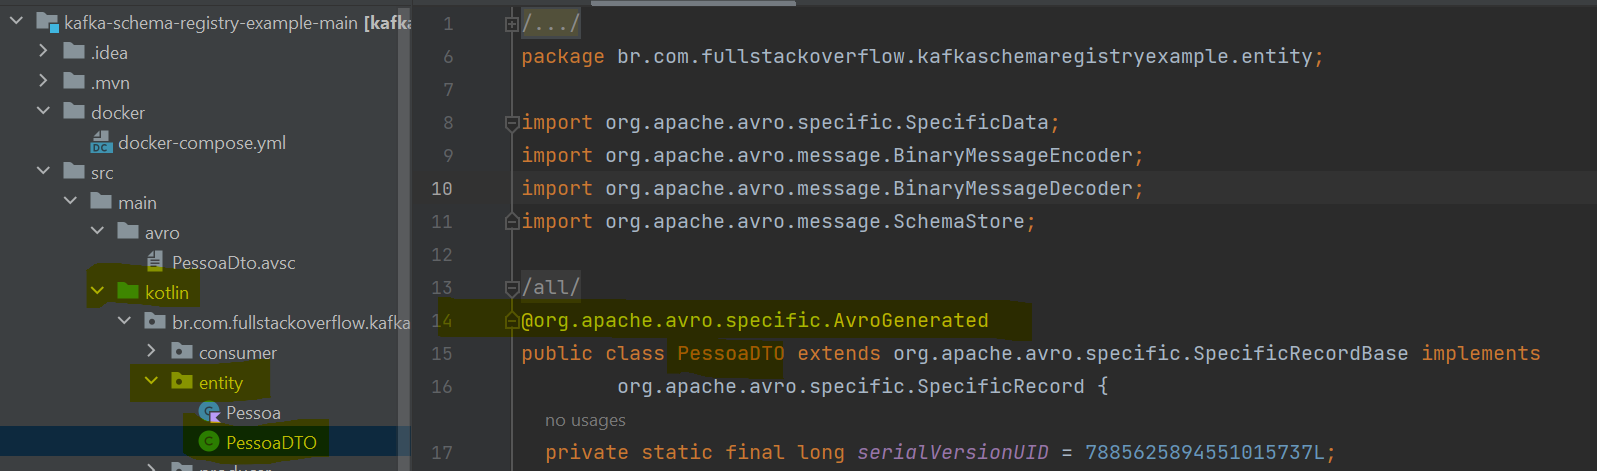 kafka-schema-registry-example-main [kafka
.idea
.mvn
docker
docker-compose.yml
src
main
avro
PessoaDto.avsc
kotlin
br.com.fullstackoverflow.kafka
consumer
entity
Pessoa
PessoaDTO
1 /.../
6 package br.com.fullstackoverflow.kafkaschemaregistryexample.entity;
7
8 import org.apache.avro.specific.SpecificData;
9 import org.apache.avro.message.BinaryMessageEncoder;
10 import org.apache.avro.message.BinaryMessageDecoder;
11 import org.apache.avro.message.SchemaStore;
12
13 /all/
14 @org.apache.avro.specific.AvroGenerated
15 public class PessoaDTO extends org.apache.avro.specific.SpecificRecordBase implements
16 org.apache.avro.specific.SpecificRecord {
no usages
17 private static final long serialVersionUID = 7885625894551015737L;